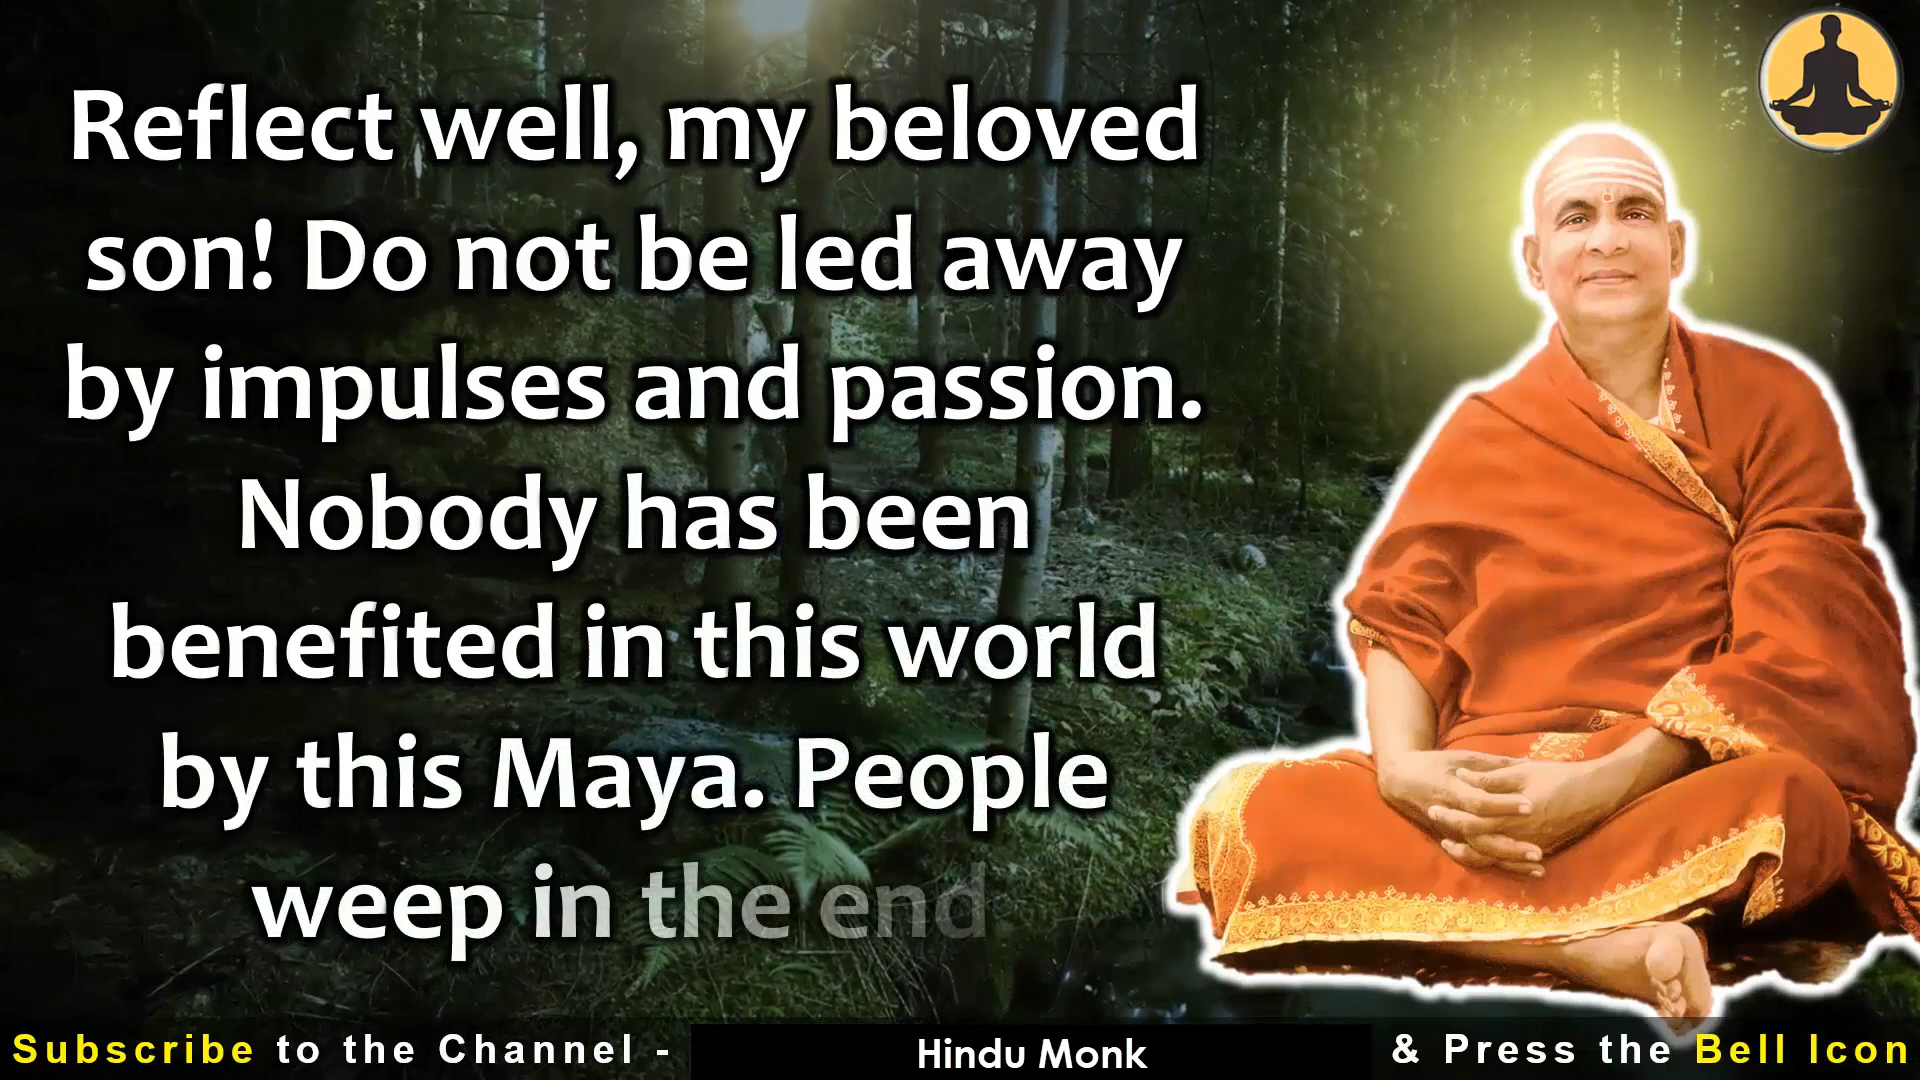 Reflect well, my beloved
son! Do not be led away
by impulses and passion.
Nobody has been
benefited in this world
by this Maya. People
weep in the end
Subscribe to the Channel - Hindu Monk & Press the Bell Icon